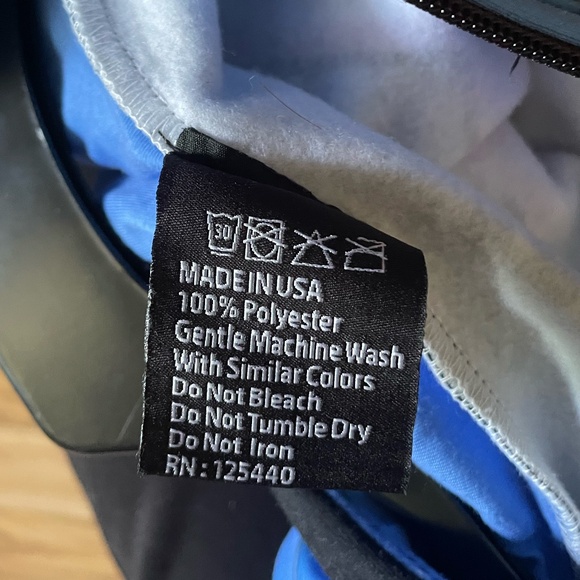 30
MADE IN USA
100% Polyester
Gentle Machine Wash
With Similar Colors
Do Not Bleach
Do Not Tumble Dry
Do Not Iron
RN : 125440